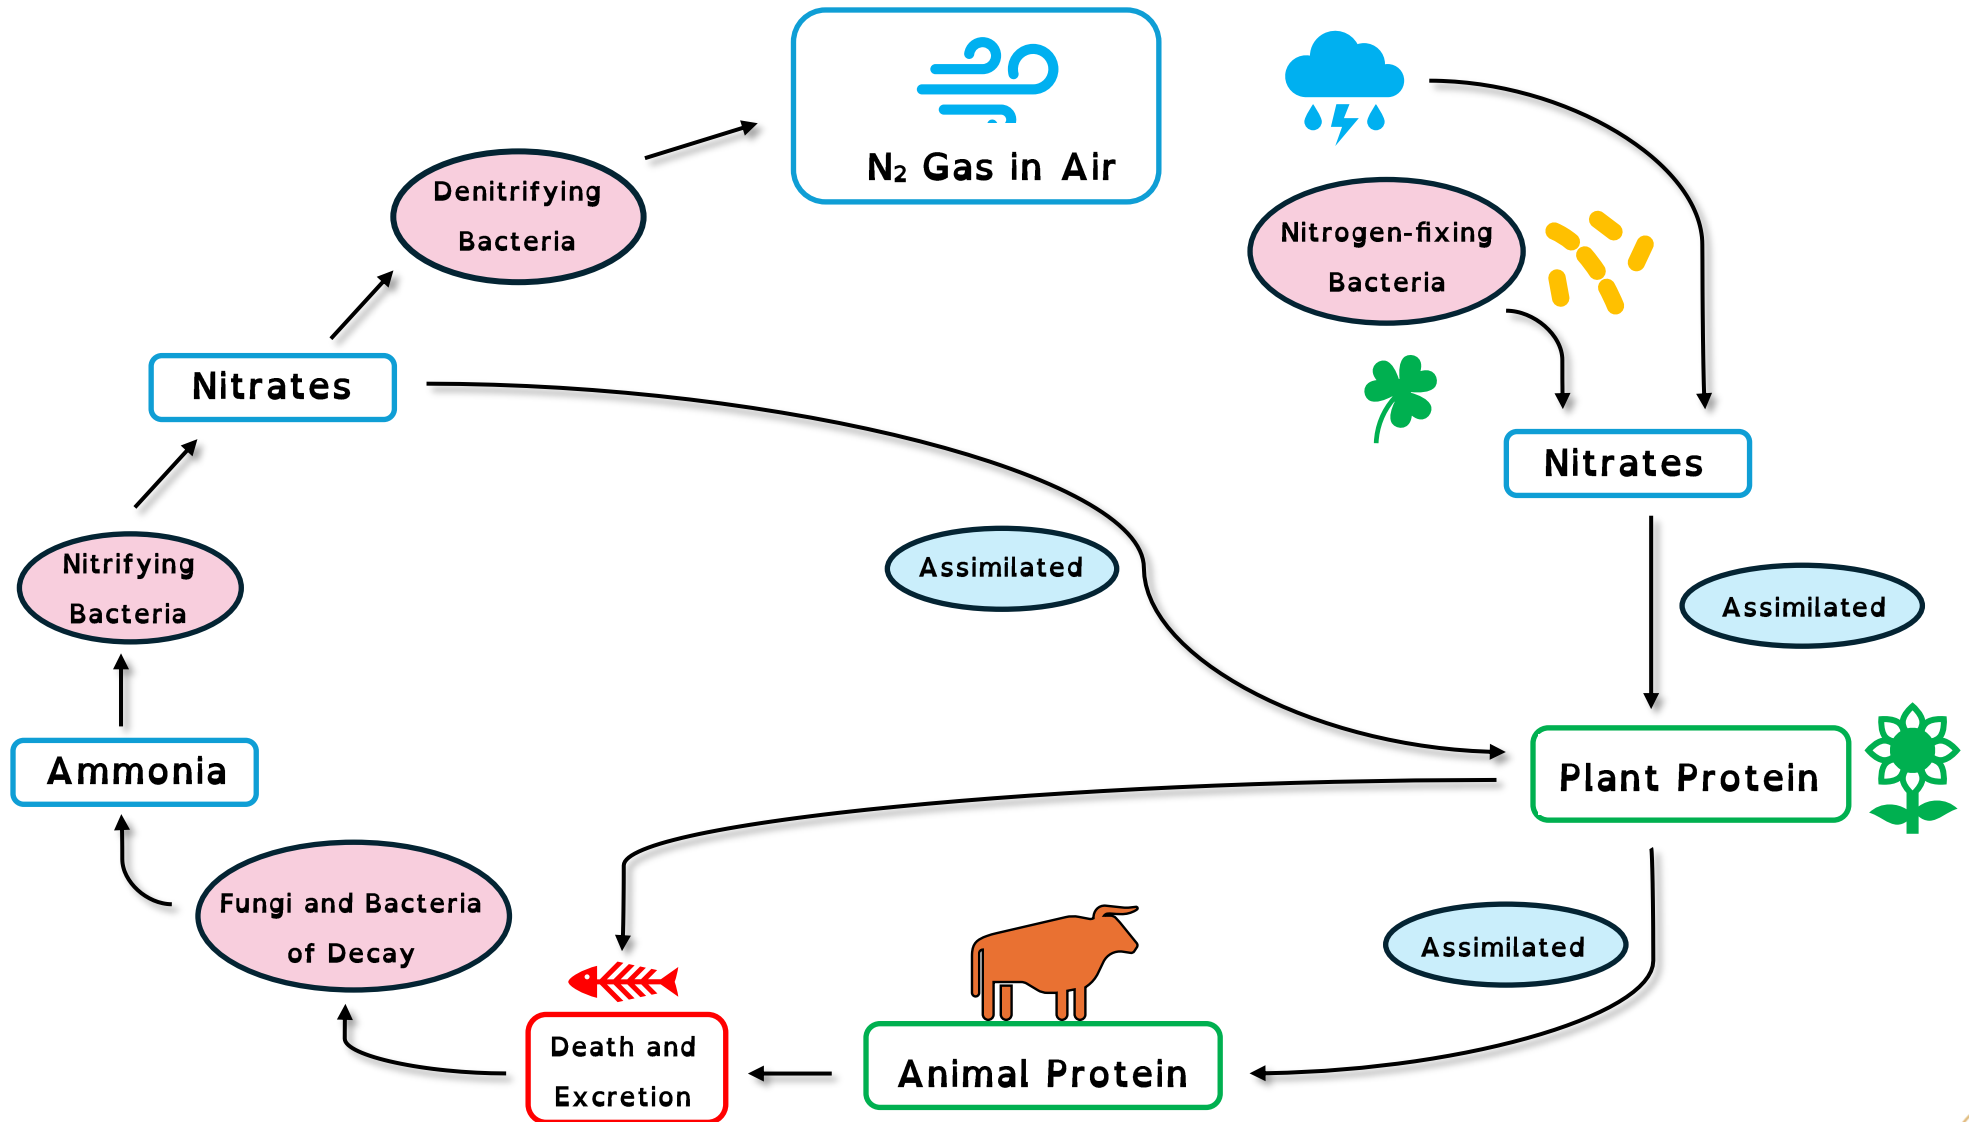 N₂ Gas in Air
Denitrifying
Bacteria
Nitrogen-fixing
Bacteria
Nitrates
Nitrates
Nitrifying
Bacteria
Assimilated
Assimilated
Ammonia
Plant Protein
Fungi and Bacteria
of Decay
Assimilated
Death and
Excretion
Animal Protein